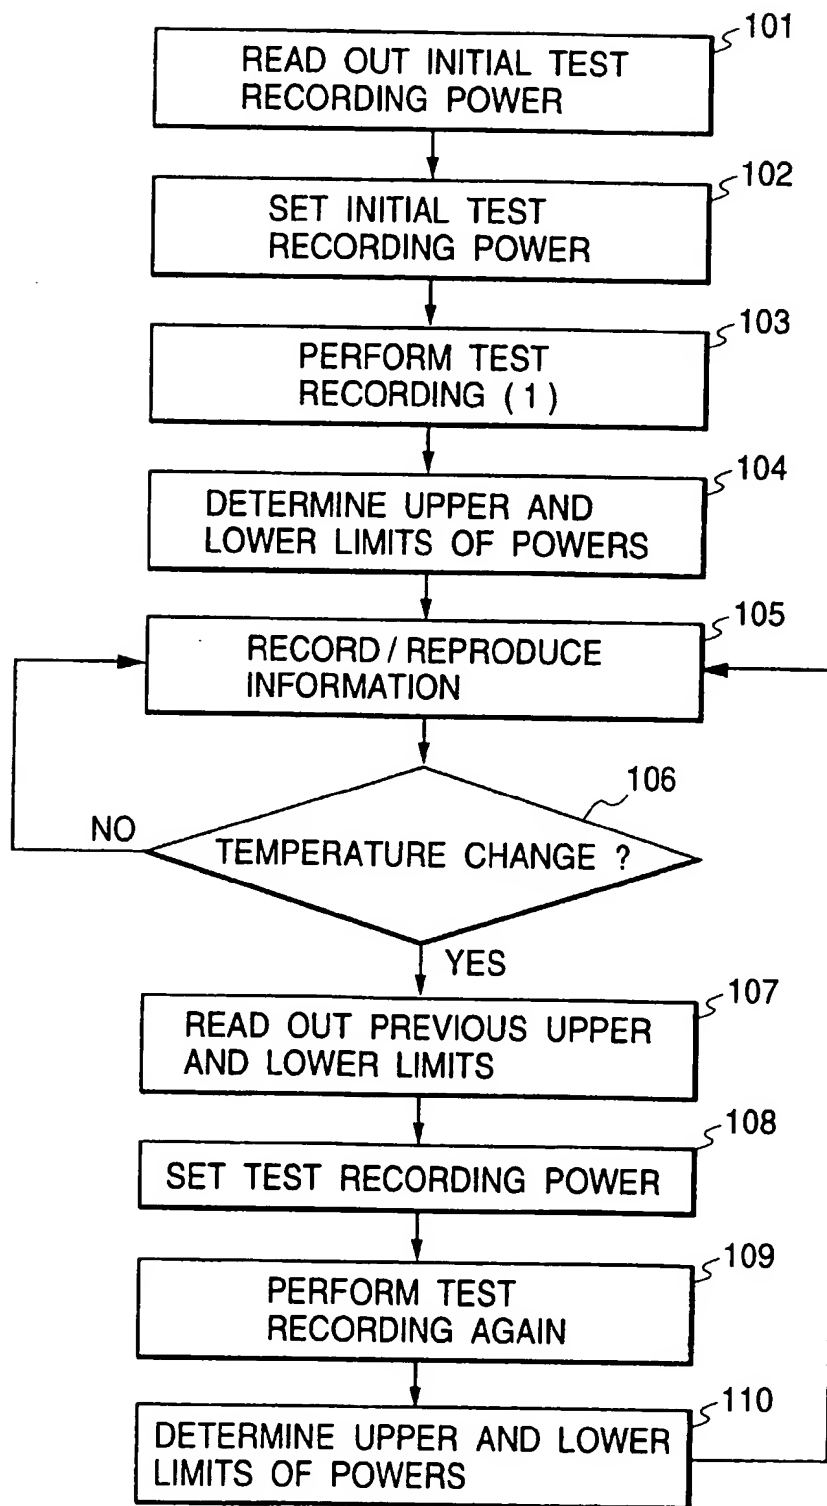 101
READ OUT INITIAL TEST
RECORDING POWER
102
SET INITIAL TEST
RECORDING POWER
103
PERFORM TEST
RECORDING (1)
104
DETERMINE UPPER AND
LOWER LIMITS OF POWERS
105
RECORD / REPRODUCE
INFORMATION
106
NO
TEMPERATURE CHANGE ?
YES
107
READ OUT PREVIOUS UPPER
AND LOWER LIMITS
108
SET TEST RECORDING POWER
109
PERFORM TEST
RECORDING AGAIN
110
DETERMINE UPPER AND LOWER
LIMITS OF POWERS